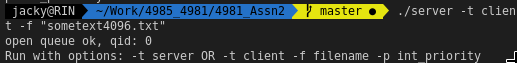 jacky@RIN ~/Work/4985_4981/4981_Assn2 master ● ./server -t clien
t -f "sometext4096.txt"
open queue ok, qid: 0
Run with options: -t server OR -t client -f filename -p int_priority